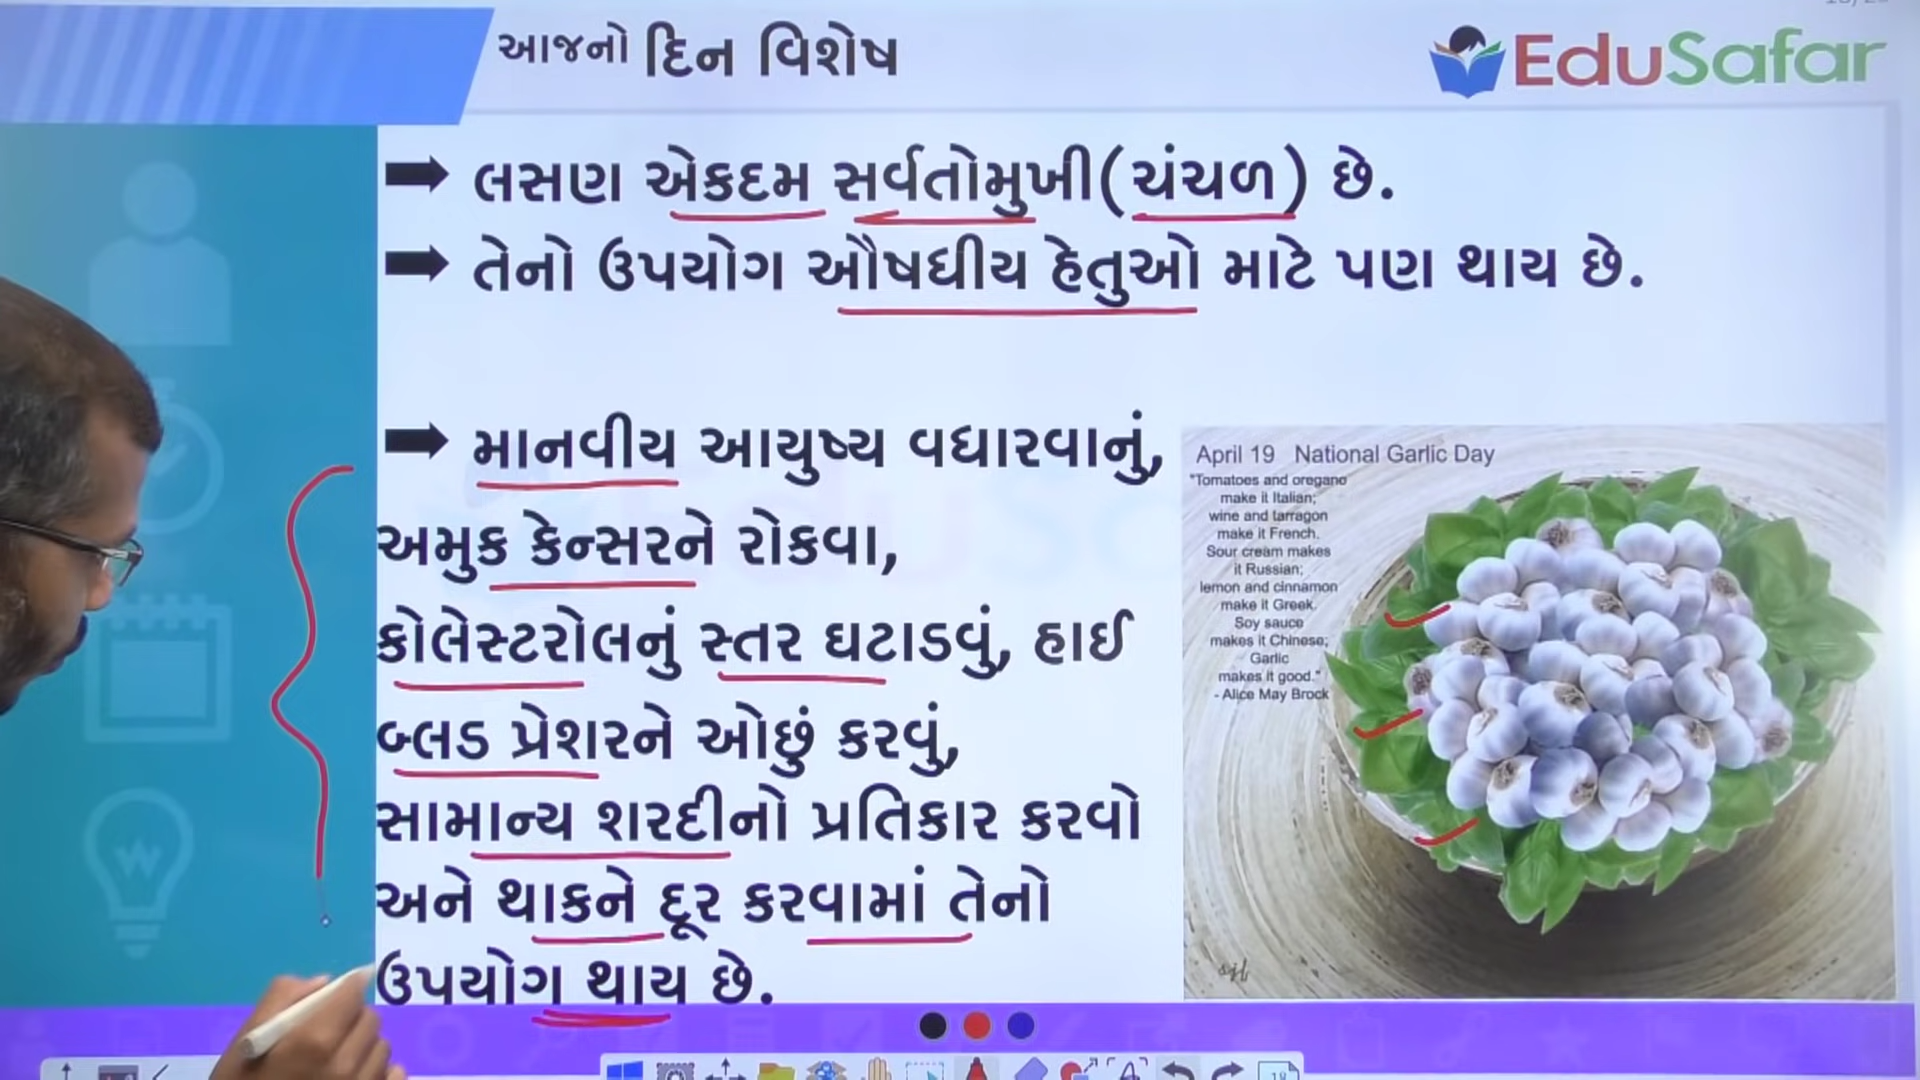 આજનો દિન વિશેષ
EduSafar
➡ લસણ એકદમ સર્વતોમુખી(ચંચળ) છે.
➡ તેનો ઉપયોગ ઔષધીય હેતુઓ માટે પણ થાય છે.
➡ માનવીય આયુષ્ય વધારવાનું,
અમુક કેન્સરને રોકવા,
કોલેસ્ટરોલનું સ્તર ઘટાડવું, હાઈ
બ્લડ પ્રેશરને ઓછું કરવું,
સામાન્ય શરદીનો પ્રતિકાર કરવો
અને થાકને દૂર કરવામાં તેનો
ઉપયોગ થાય છે.
April 19 National Garlic Day
"Tomatoes and oregano
make it Italian;
wine and tarragon
make it French.
Sour cream makes
it Russian;
lemon and cinnamon
make it Greek.
Soy sauce
makes it Chinese;
Garlic
makes it good."
- Alice May Brock